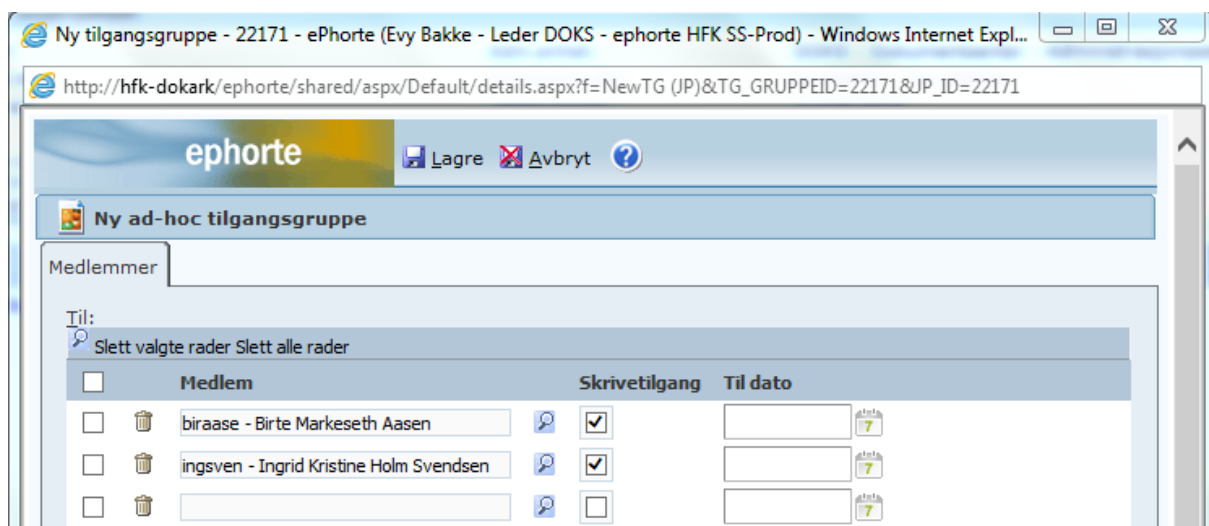 Ny tilgangsgruppe - 22171 - ePhorte (Evy Bakke - Leder DOKS - ephorte HFK SS-Prod) - Windows Internet Expl...
http://hfk-dokark/ephorte/shared/aspx/Default/details.aspx?f=NewTG (JP)&TG_GRUPPEID=22171&JP_ID=22171
ephorte Lagre Avbryt ?
Ny ad-hoc tilgangsgruppe
Medlemmer
Til:
Slett valgte rader Slett alle rader
Medlem Skrivetilgang Til dato
biraase - Birte Markeseth Aasen 7
ingsven - Ingrid Kristine Holm Svendsen 7
7